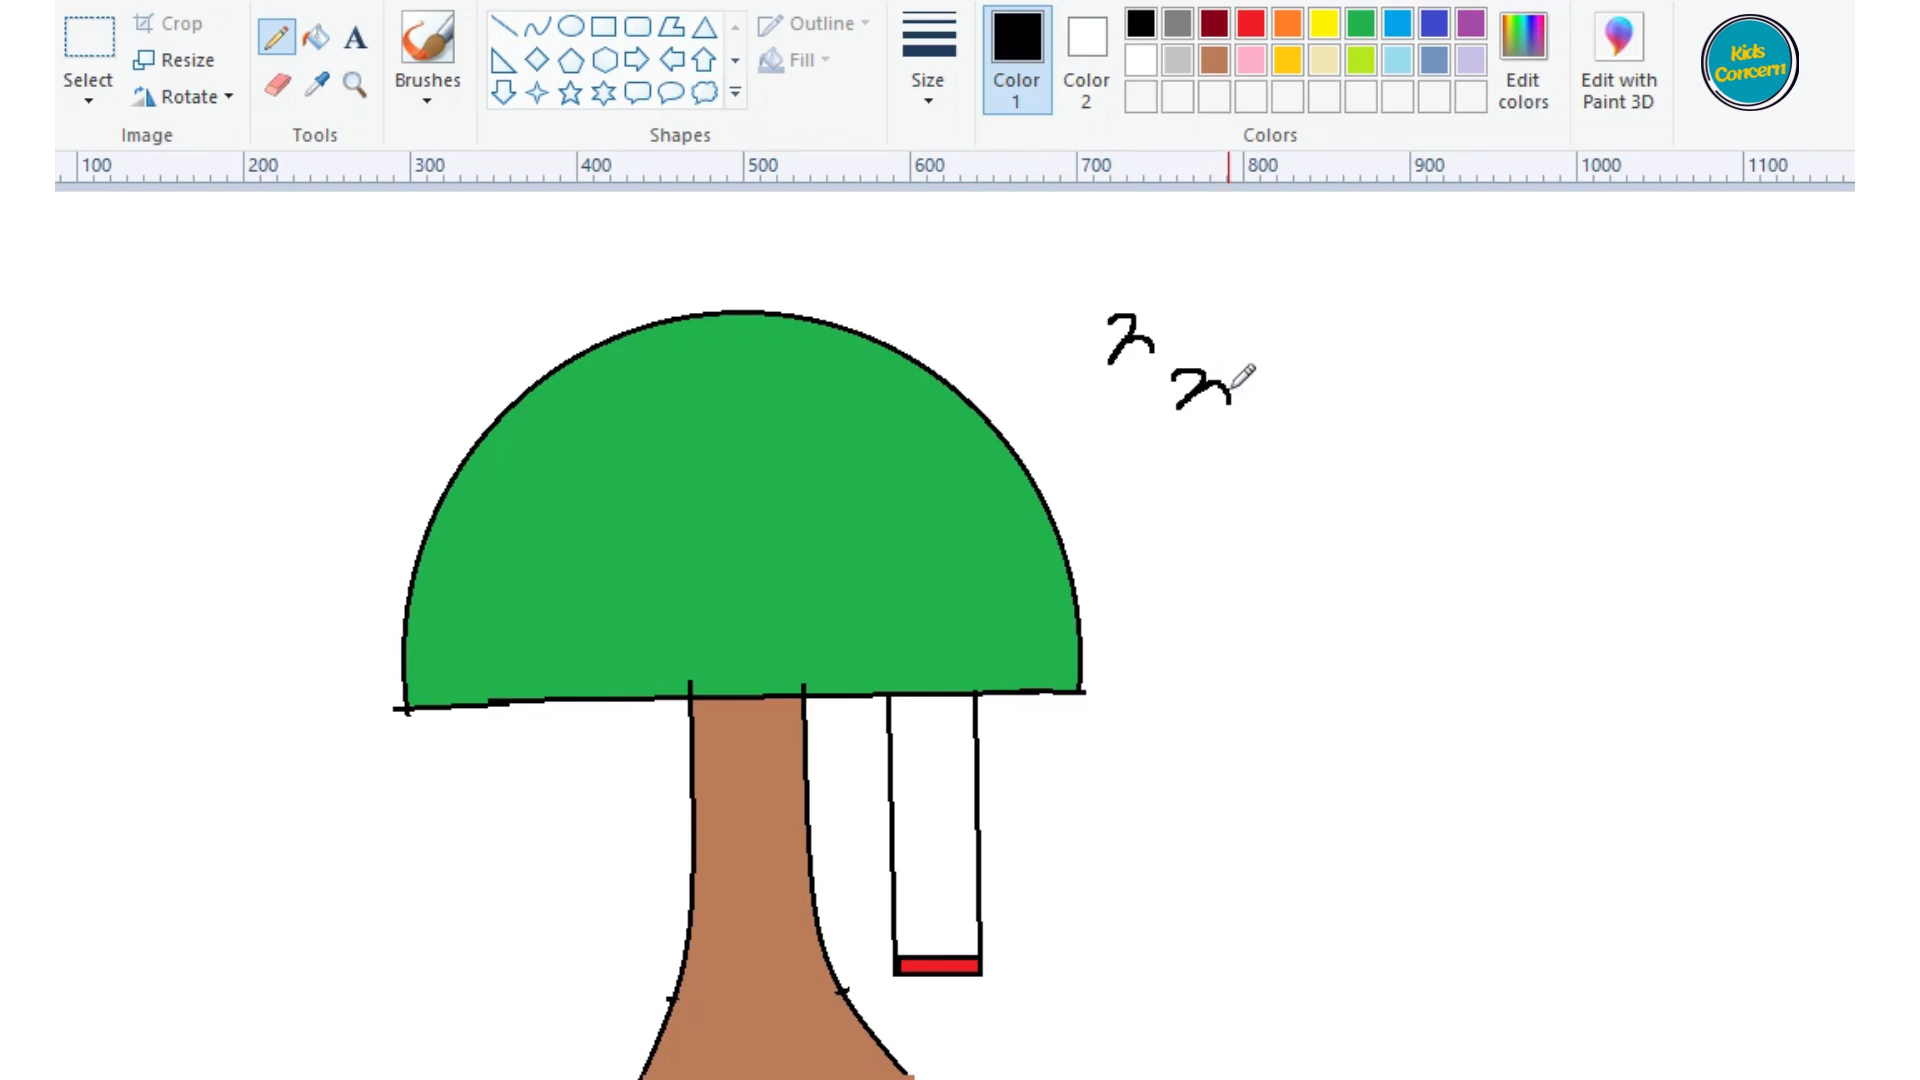 Crop
Outline
Resize
Fill
Select
Brushes
Size
Color
1
Color
2
Edit
colors
Edit with
Paint 3D
Rotate
Image
Tools
Shapes
Colors
A
100 200 300 400 500 600 700 800 900 1000 1100
Kids
Concern